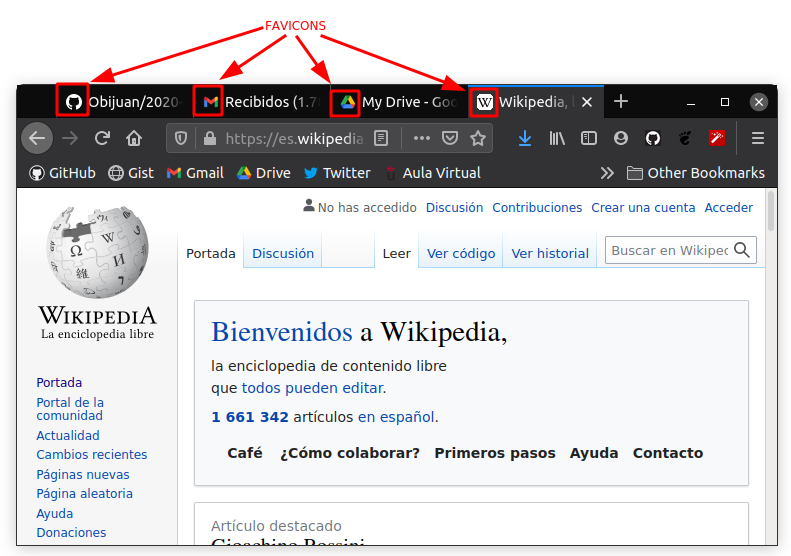 FAVICONS
Obijuan/2020 Recibidos (1.7 My Drive - Goo Wikipedia, l
https://es.wikipedia.
GitHub Gist Gmail Drive Twitter Aula Virtual Other Bookmarks
No has accedido Discusión Contribuciones Crear una cuenta Acceder
Portada Discusión Leer Ver código Ver historial Buscar en Wikipec
WIKIPEDIA
La enciclopedia libre
Bienvenidos a Wikipedia,
la enciclopedia de contenido libre
que todos pueden editar.
1 661 342 artículos en español.
Café ¿Cómo colaborar? Primeros pasos Ayuda Contacto
Portada
Portal de la
comunidad
Actualidad
Cambios recientes
Páginas nuevas
Página aleatoria
Ayuda
Donaciones
Artículo destacado
Gioachino Rossini